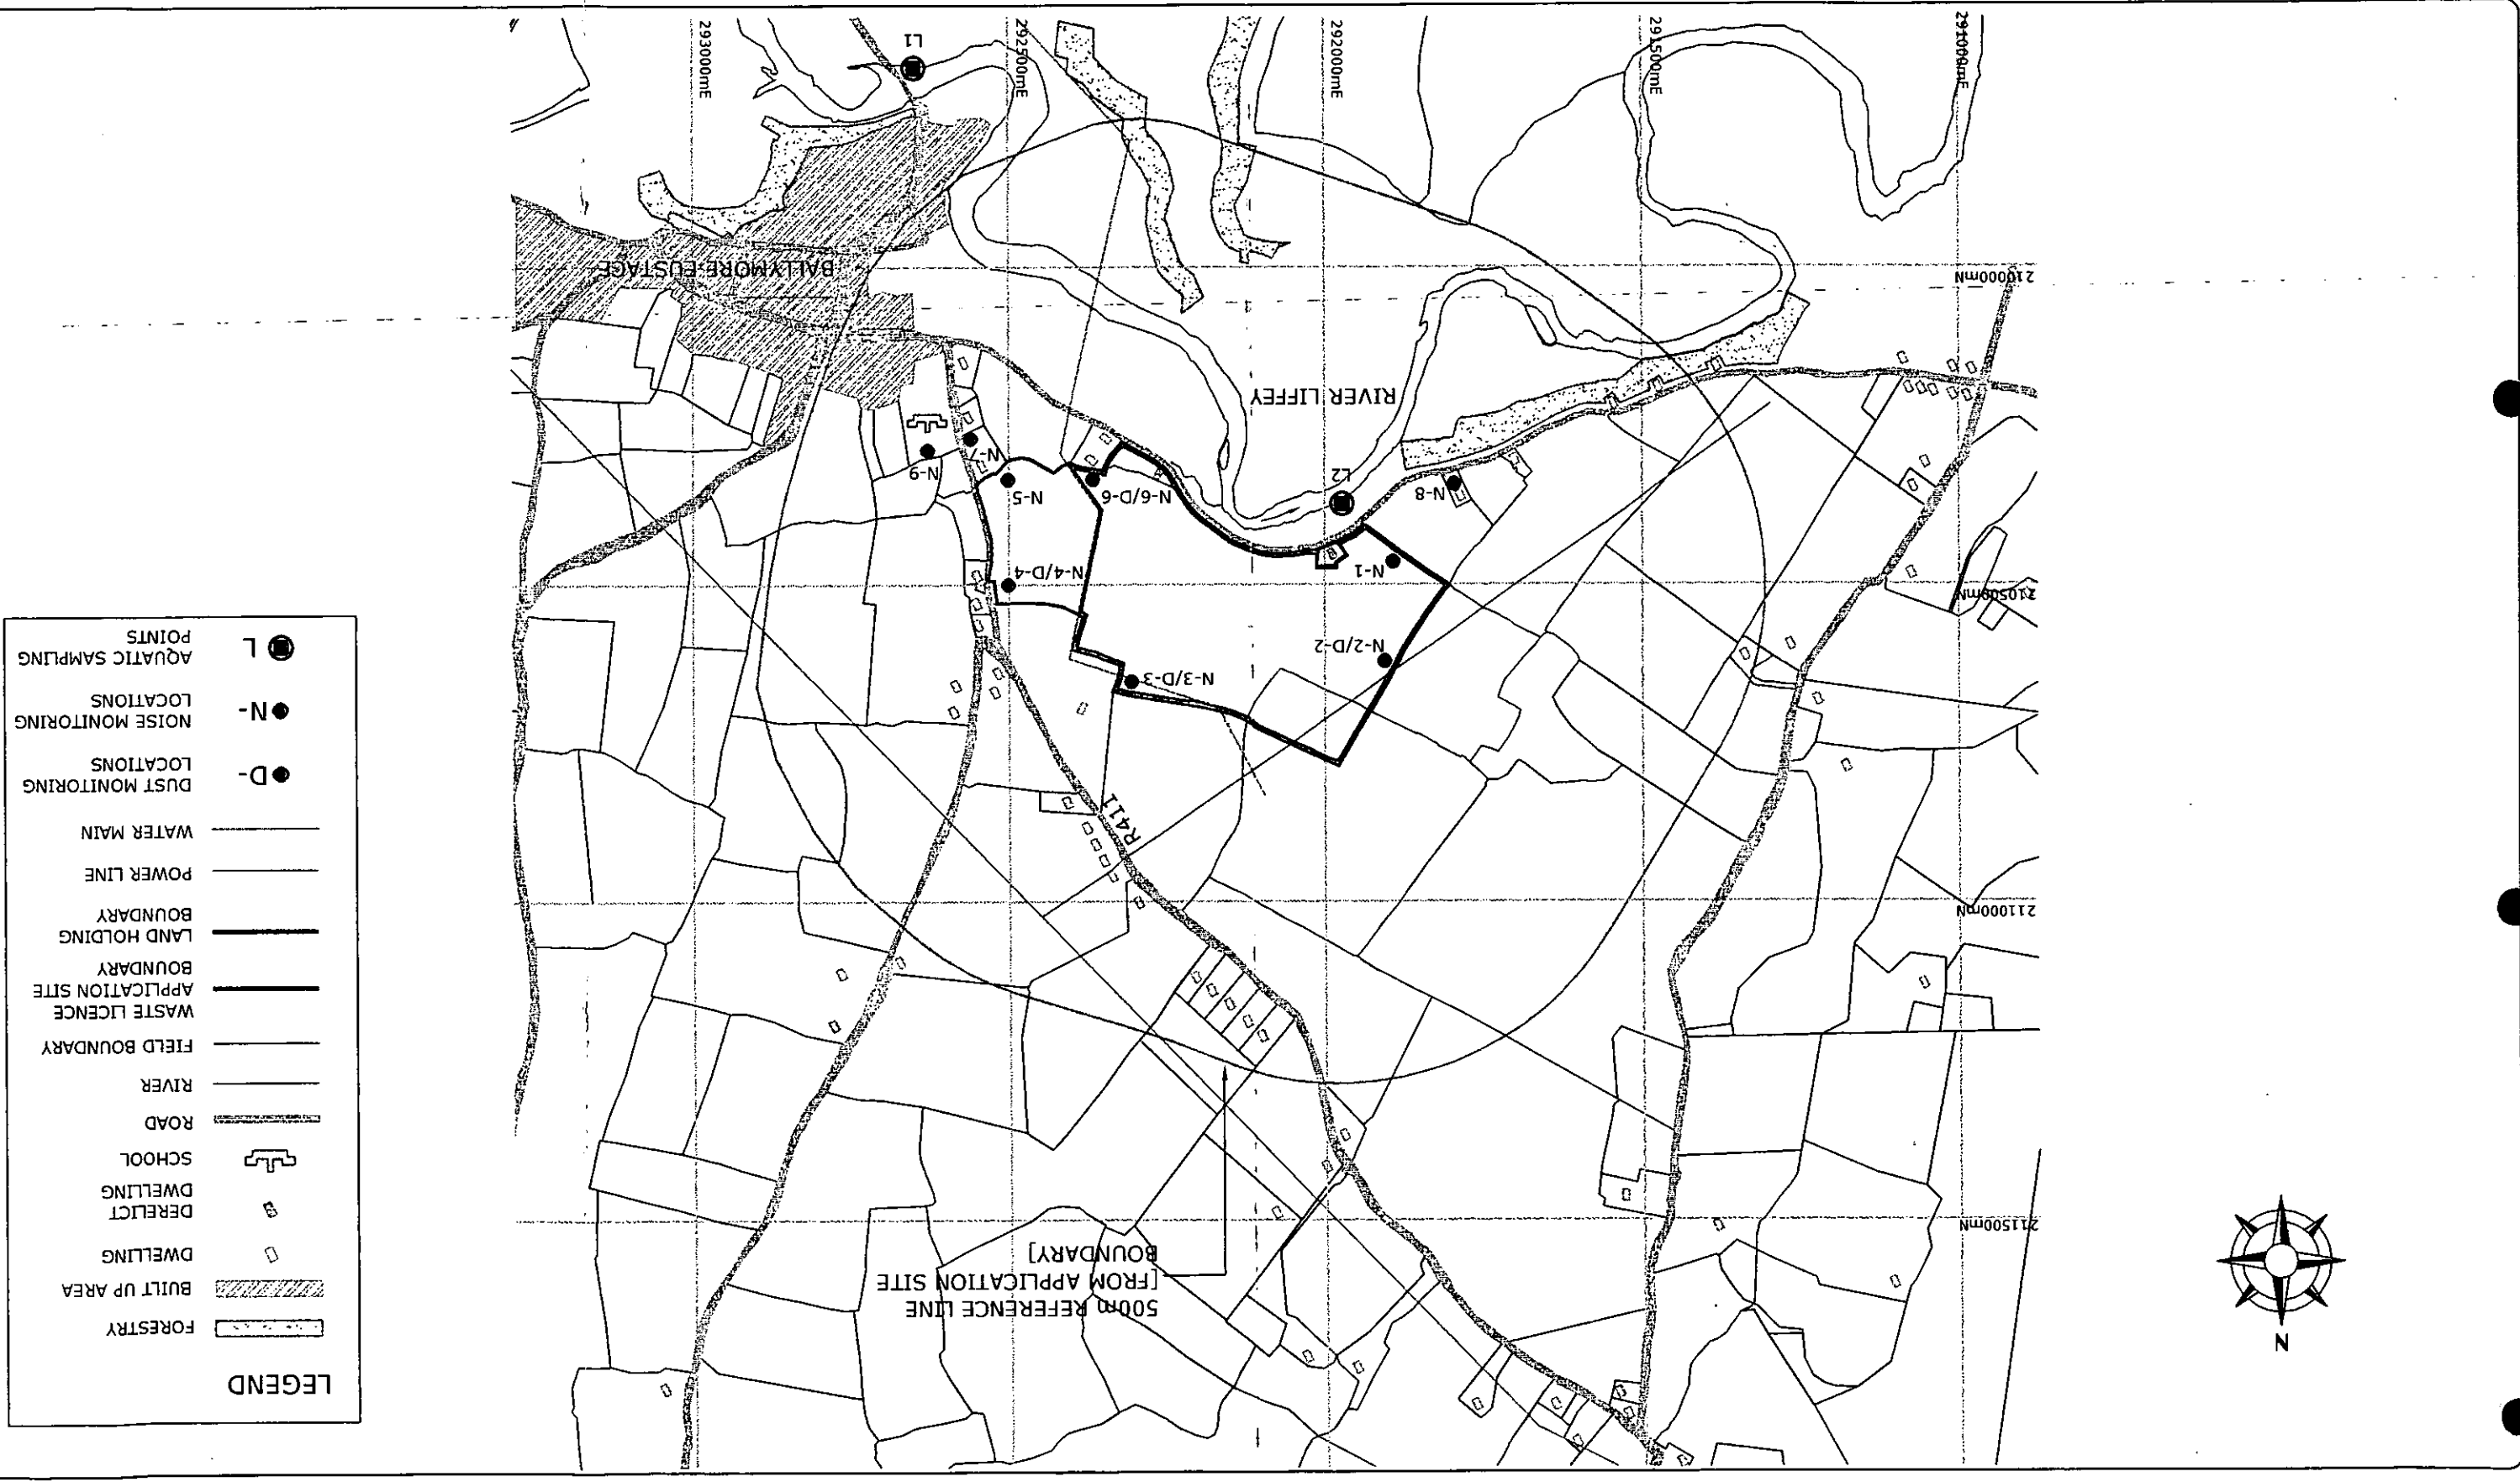 N
211500mN
211000mN
210500mN
210000mN
291000mE
291500mE
292000mE
292500mE
293000mE
500m REFERENCE LINE
[FROM APPLICATION SITE
BOUNDARY]
R411
N-3/D-3
N-2/D-2
N-1
N-4/D-4
N-5
N-6/D-6
N-7
N-8
N-9
L2
L1
RIVER LIFFEY
BALLYMORE EUSTACE
LEGEND
FORESTRY
BUILT UP AREA
DWELLING
DERELICT
DWELLING
SCHOOL
ROAD
RIVER
FIELD BOUNDARY
WASTE LICENCE
APPLICATION SITE
BOUNDARY
LAND HOLDING
BOUNDARY
POWER LINE
WATER MAIN
D-
DUST MONITORING
LOCATIONS
N-
NOISE MONITORING
LOCATIONS
L
AQUATIC SAMPLING
POINTS